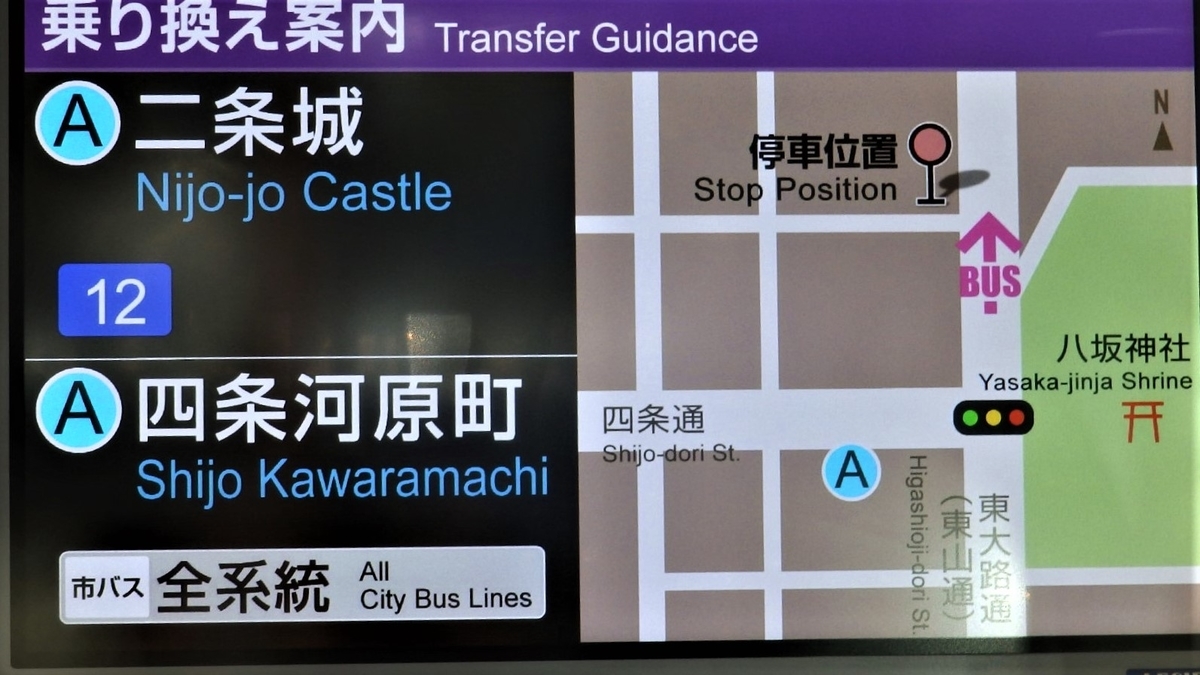 乗り換え案内 Transfer Guidance
A 二条城
Nijo-jo Castle
12
A 四条河原町
Shijo Kawaramachi
市バス 全系統 All
City Bus Lines
N
停車位置
Stop Position
BUS
八坂神社
Yasaka-jinja Shrine
四条通
Shijo-dori St.
A
Higashioji-dori St.
東大路通
(東山通)